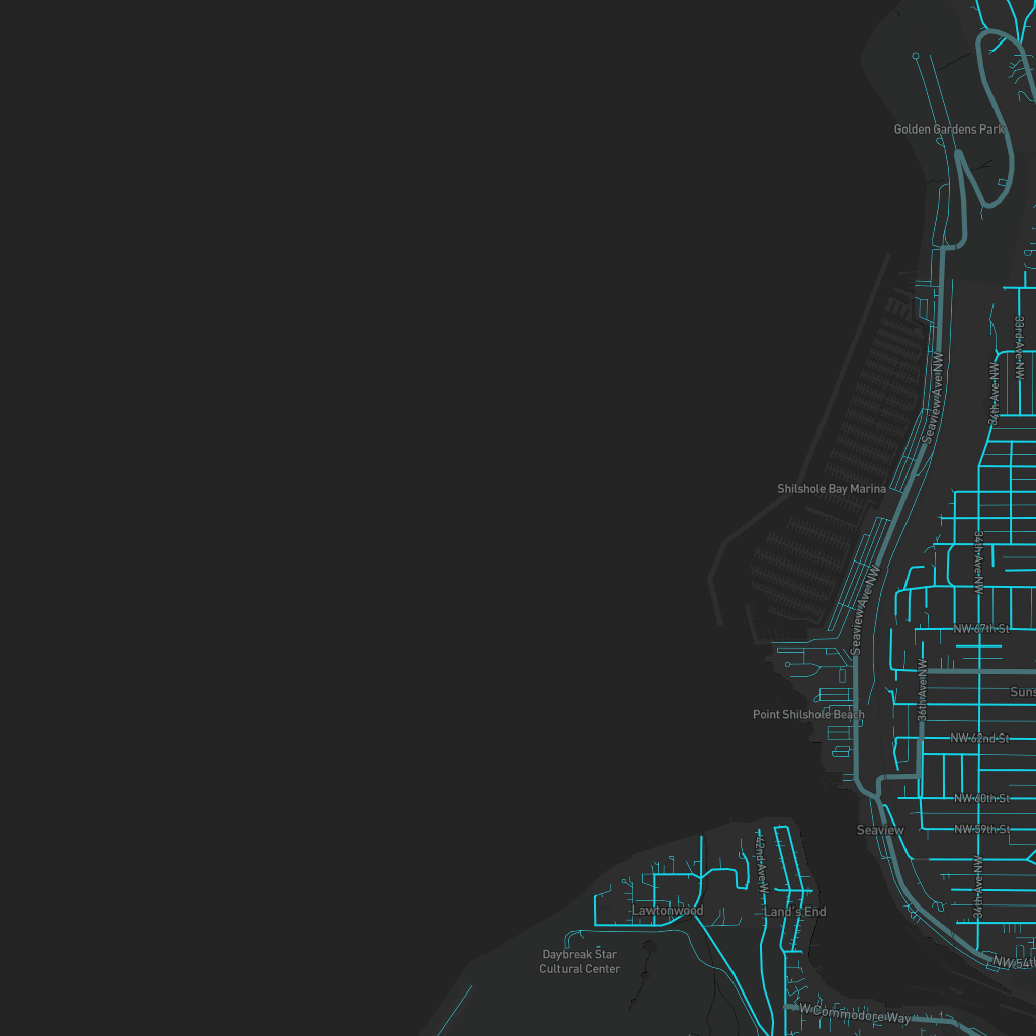 Golden Gardens Park
33rd Ave NW
Seaview Ave NW
34th Ave NW
Shilshole Bay Marina
34th Ave NW
Seaview Ave NW
NW 67th St
36th Ave NW
Suns
Point Shilshole Beach
NW 62nd St
NW 60th St
Seaview
NW 59th St
42nd Ave W
34th Ave NW
Lawtonwood
Land's End
Daybreak Star
Cultural Center
NW 54th
W Commodore Way